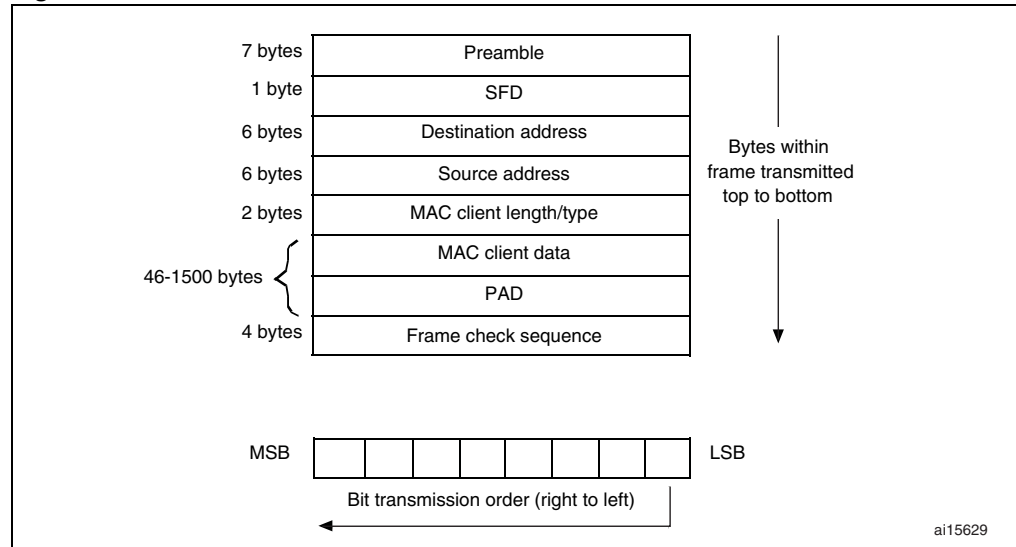 7 bytes
Preamble
1 byte
SFD
6 bytes
Destination address
6 bytes
Source address
2 bytes
MAC client length/type
46-1500 bytes
MAC client data
PAD
4 bytes
Frame check sequence
Bytes within
frame transmitted
top to bottom
MSB
LSB
Bit transmission order (right to left)
ai15629